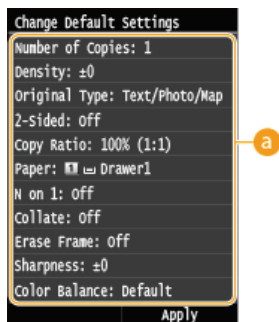 Change Default Settings
Number of Copies: 1
Density: ±0
Original Type: Text/Photo/Map
2-Sided: Off
Copy Ratio: 100% (1:1)
Paper: 1 Drawer1
N on 1: Off
Collate: Off
Erase Frame: Off
Sharpness: ±0
Color Balance: Default
Apply
a